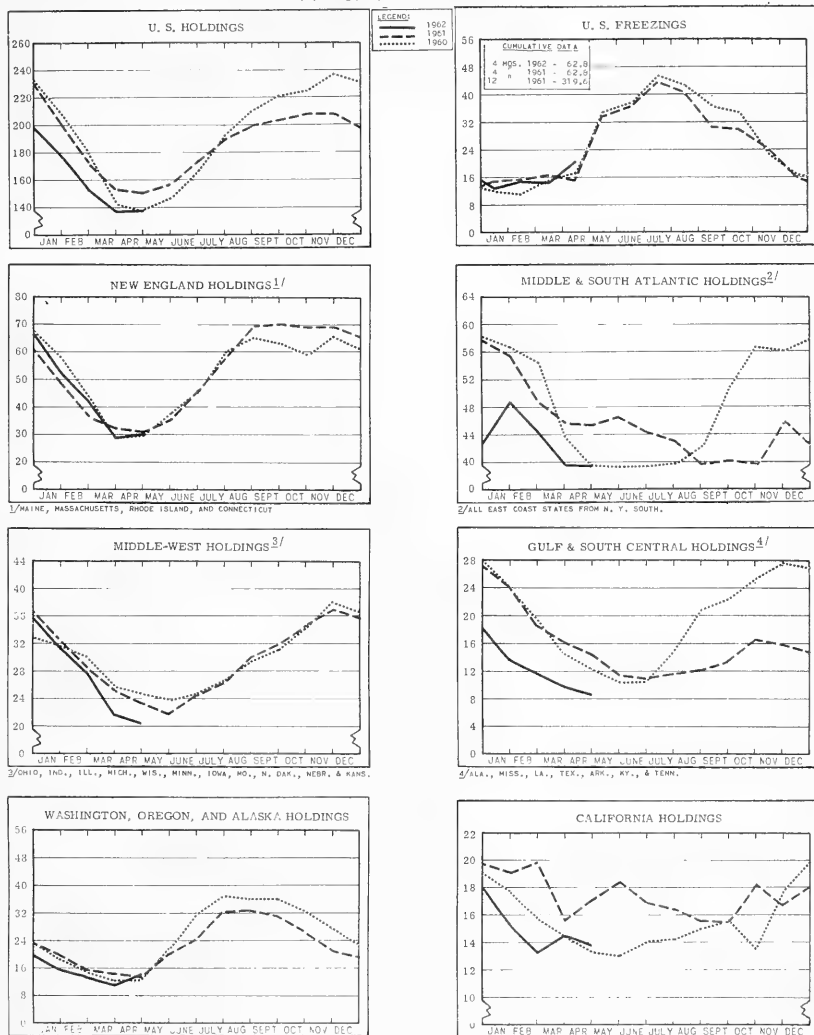 U. S. HOLDINGS
LEGEND:
1962
1961
1960
U. S. FREEZINGS
CUMULATIVE DATA
4 MOS. 1962 - 62.8
4 " 1961 - 62.8
12 1961 - 319.6
260
240
220
200
180
160
140
0
JAN FEB MAR APR MAY JUNE JULY AUG SEPT OCT NOV DEC
56
48
40
32
24
16
8
0
JAN FEB MAR APR MAY JUNE JULY AUG SEPT OCT NOV DEC
NEW ENGLAND HOLDINGS 1/
80
70
60
50
40
30
20
0
JAN FEB MAR APR MAY JUNE JULY AUG SEPT OCT NOV DEC
1/MAINE, MASSACHUSETTS, RHODE ISLAND, AND CONNECTICUT
MIDDLE & SOUTH ATLANTIC HOLDINGS 2/
64
60
56
52
48
44
40
0
JAN FEB MAR APR MAY JUNE JULY AUG SEPT OCT NOV DEC
2/ALL EAST COAST STATES FROM N. Y. SOUTH.
MIDDLE-WEST HOLDINGS 3/
44
40
36
32
28
24
20
0
JAN FEB MAR APR MAY JUNE JULY AUG SEPT OCT NOV DEC
3/OHIO, IND., ILL., MICH., WIS., MINN., IOWA, MO., N. DAK., NEBR. & KANS.
GULF & SOUTH CENTRAL HOLDINGS 4/
28
24
20
16
12
8
4
0
JAN FEB MAR APR MAY JUNE JULY AUG SEPT OCT NOV DEC
4/ALA., MISS., LA., TEX., ARK., KY., & TENN.
WASHINGTON, OREGON, AND ALASKA HOLDINGS
56
48
40
32
24
16
8
0
JAN FEB MAR APR MAY JUNE JULY AUG SEPT OCT NOV DEC
CALIFORNIA HOLDINGS
22
20
18
16
14
12
10
0
JAN FEB MAR APR MAY JUNE JULY AUG SEPT OCT NOV DEC